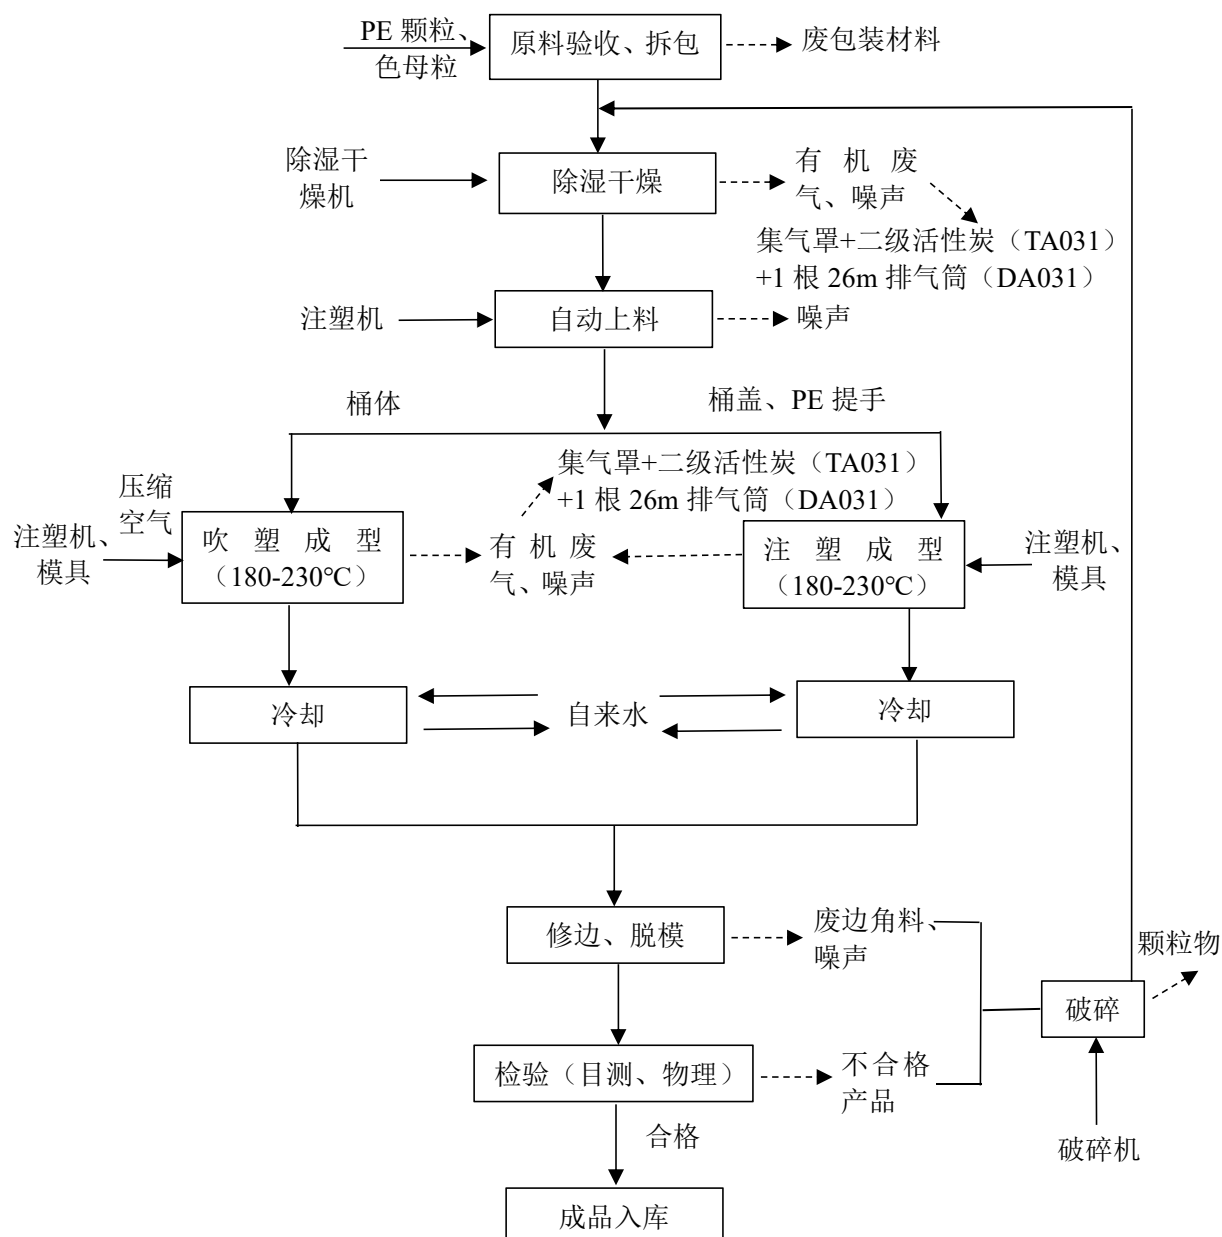 PE 颗粒、
色母粒
原料验收、拆包
废包装材料
除湿干
燥机
除湿干燥
有机废
气、噪声
集气罩+二级活性炭（TA031）
+1 根 26m 排气筒（DA031）
注塑机
自动上料
噪声
桶体
桶盖、PE 提手
集气罩+二级活性炭（TA031）
+1 根 26m 排气筒（DA031）
压缩
空气
注塑机、
模具
吹塑成型
（180-230℃）
有机废
气、噪声
注塑成型
（180-230℃）
注塑机、
模具
冷却
自来水
冷却
修边、脱模
废边角料、
噪声
颗粒物
破碎
检验（目测、物理）
不合格
产品
合格
破碎机
成品入库